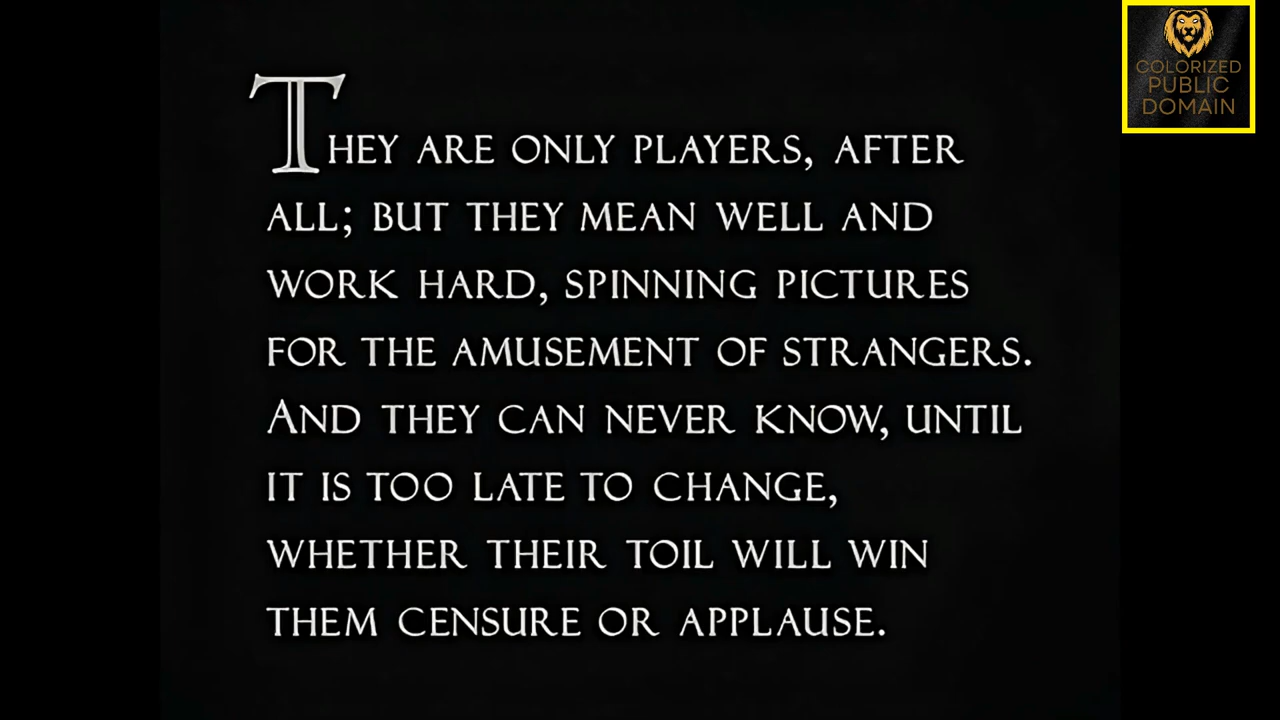 THEY ARE ONLY PLAYERS, AFTER
ALL; BUT THEY MEAN WELL AND
WORK HARD, SPINNING PICTURES
FOR THE AMUSEMENT OF STRANGERS.
AND THEY CAN NEVER KNOW, UNTIL
IT IS TOO LATE TO CHANGE,
WHETHER THEIR TOIL WILL WIN
THEM CENSURE OR APPLAUSE.
COLORIZED
PUBLIC
DOMAIN